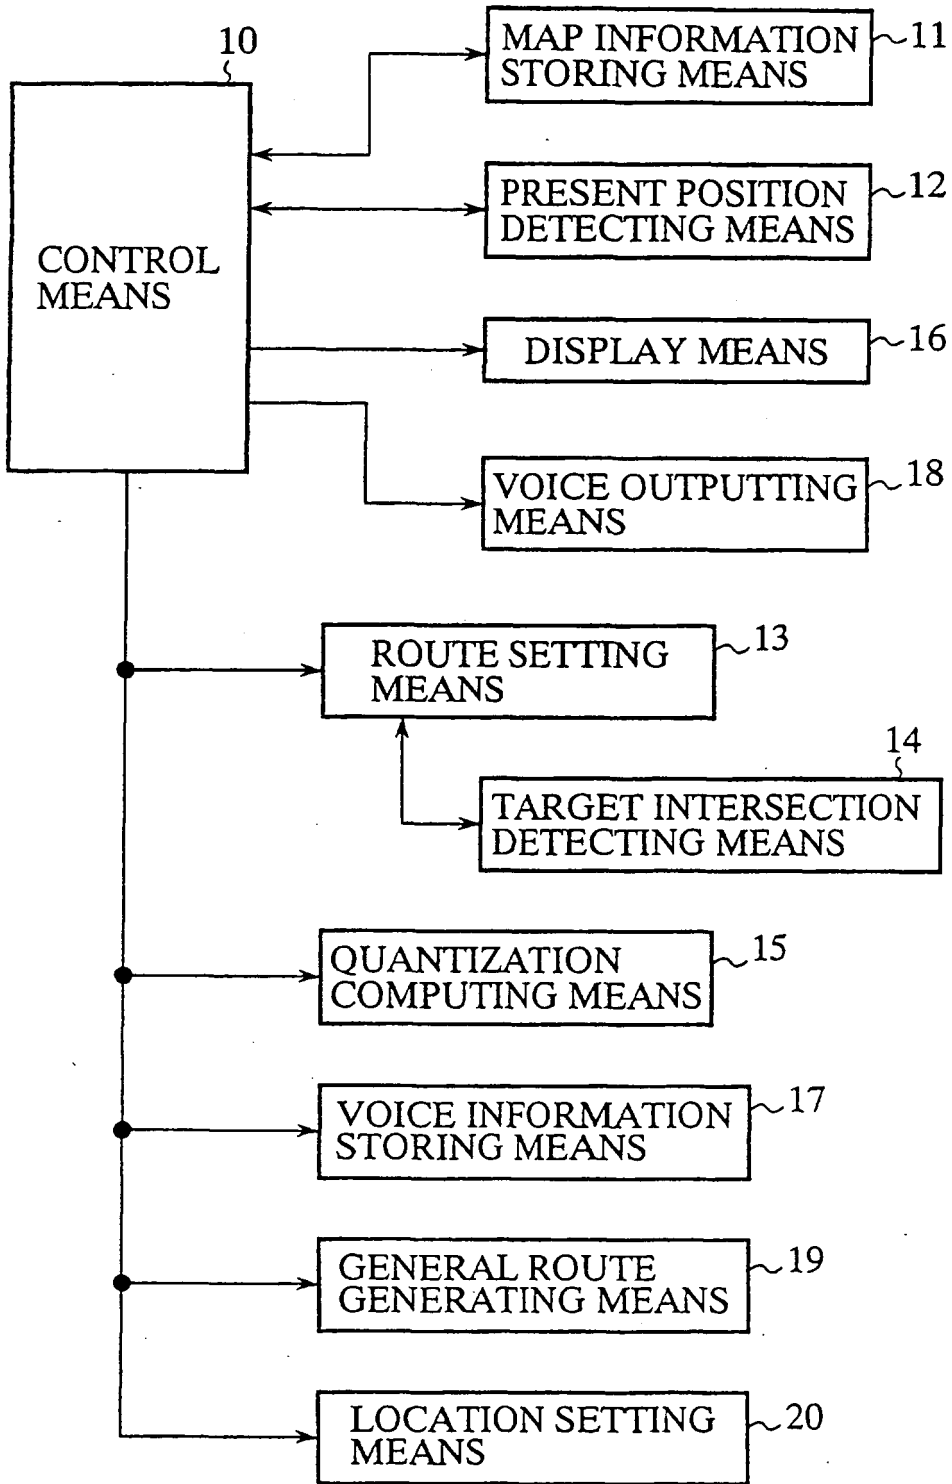 10
CONTROL
MEANS
MAP INFORMATION
STORING MEANS
11
PRESENT POSITION
DETECTING MEANS
12
DISPLAY MEANS
16
VOICE OUTPUTTING
MEANS
18
ROUTE SETTING
MEANS
13
14
TARGET INTERSECTION
DETECTING MEANS
QUANTIZATION
COMPUTING MEANS
15
VOICE INFORMATION
STORING MEANS
17
GENERAL ROUTE
GENERATING MEANS
19
LOCATION SETTING
MEANS
20